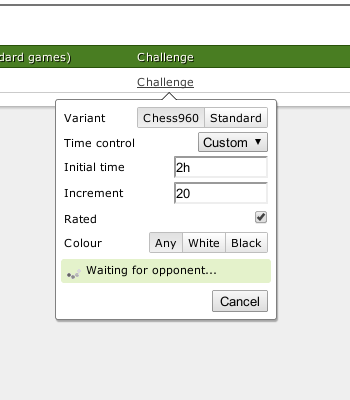 dard games) Challenge
Challenge
Variant Chess960 Standard
Time control Custom ▼
Initial time 2h
Increment 20
Rated
Colour Any White Black
Waiting for opponent...
Cancel